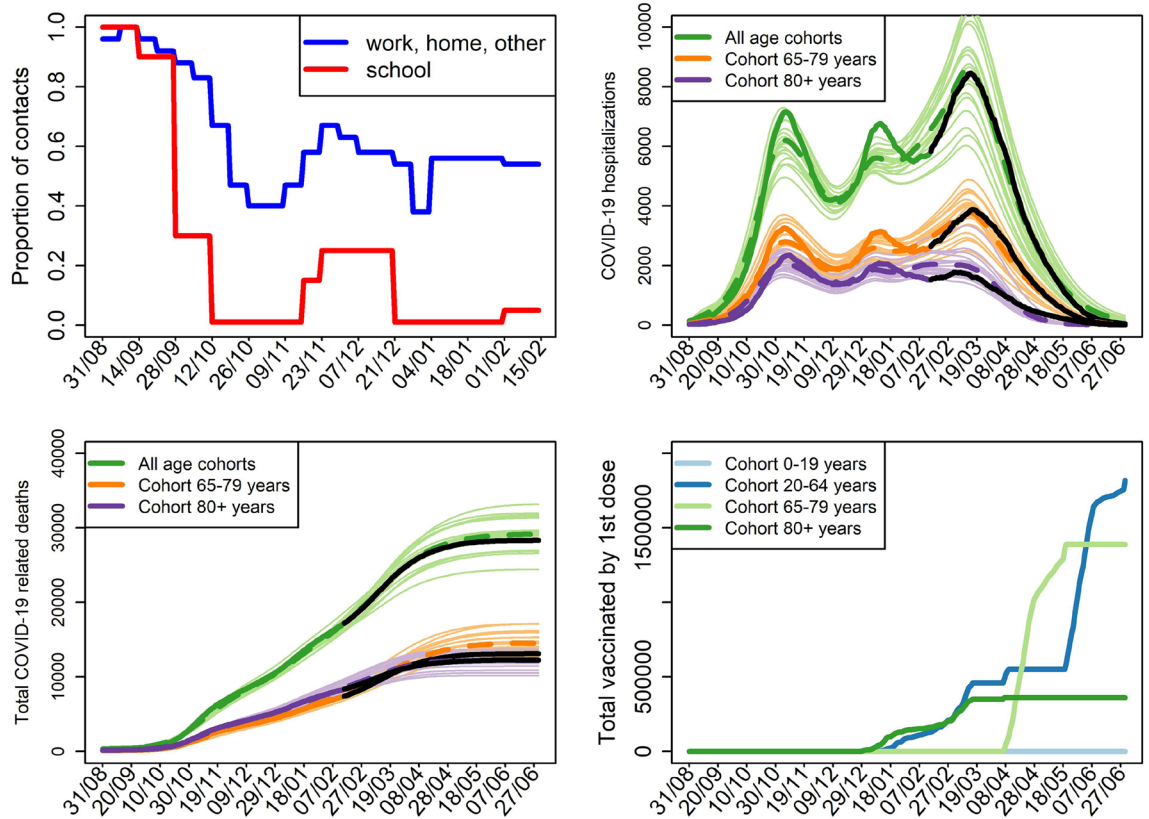 Proportion of contacts
0.0 0.2 0.4 0.6 0.8 1.0
work, home, other
school
31/08 14/09 28/09 12/10 26/10 09/11 23/11 07/12 21/12 04/01 18/01 01/02 15/02
COVID-19 hospitalizations
0 2000 4000 6000 8000 10000
All age cohorts
Cohort 65-79 years
Cohort 80+ years
31/08 20/09 10/10 30/10 19/11 09/12 29/12 18/01 07/02 27/02 19/03 08/04 28/04 18/05 07/06 27/06
Total COVID-19 related deaths
0 10000 20000 30000 40000
All age cohorts
Cohort 65-79 years
Cohort 80+ years
31/08 20/09 10/10 30/10 19/11 09/12 29/12 18/01 07/02 27/02 19/03 08/04 28/04 18/05 07/06 27/06
Total vaccinated by 1st dose
0 500000 1500000
Cohort 0-19 years
Cohort 20-64 years
Cohort 65-79 years
Cohort 80+ years
31/08 20/09 10/10 30/10 19/11 09/12 29/12 18/01 07/02 27/02 19/03 08/04 28/04 18/05 07/06 27/06